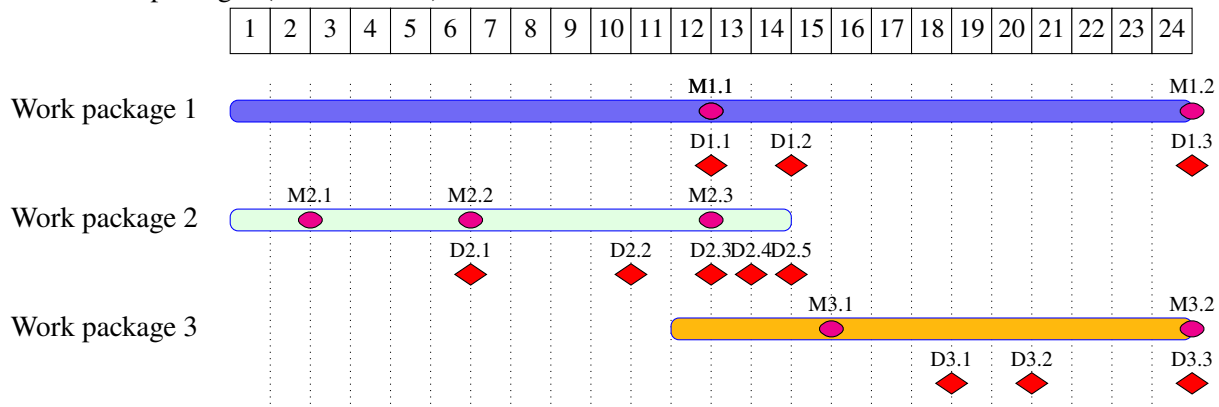 1 2 3 4 5 6 7 8 9 10 11 12 13 14 15 16 17 18 19 20 21 22 23 24
M1.1 M1.2
Work package 1
D1.1 D1.2 D1.3
M2.1 M2.2 M2.3
Work package 2
D2.1 D2.2 D2.3 D2.4 D2.5
M3.1 M3.2
Work package 3
D3.1 D3.2 D3.3